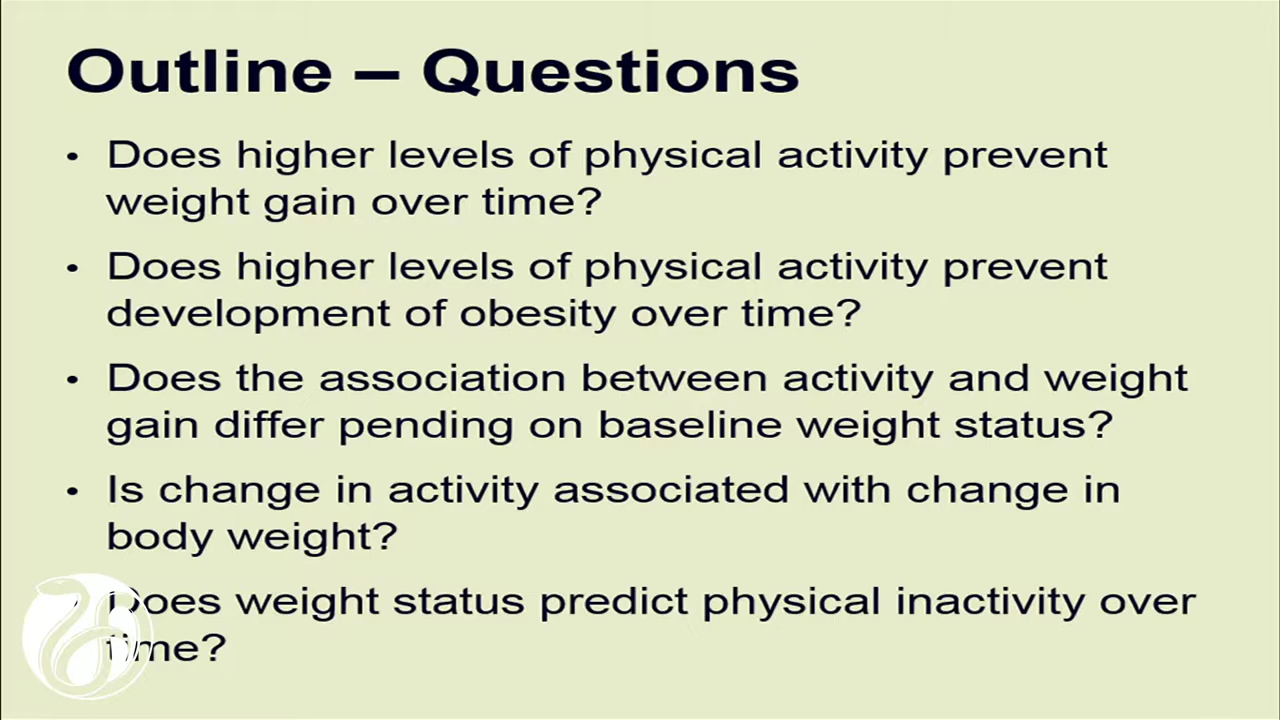 Outline – Questions
• Does higher levels of physical activity prevent
weight gain over time?
• Does higher levels of physical activity prevent
development of obesity over time?
• Does the association between activity and weight
gain differ pending on baseline weight status?
• Is change in activity associated with change in
body weight?
• Does weight status predict physical inactivity over
time?